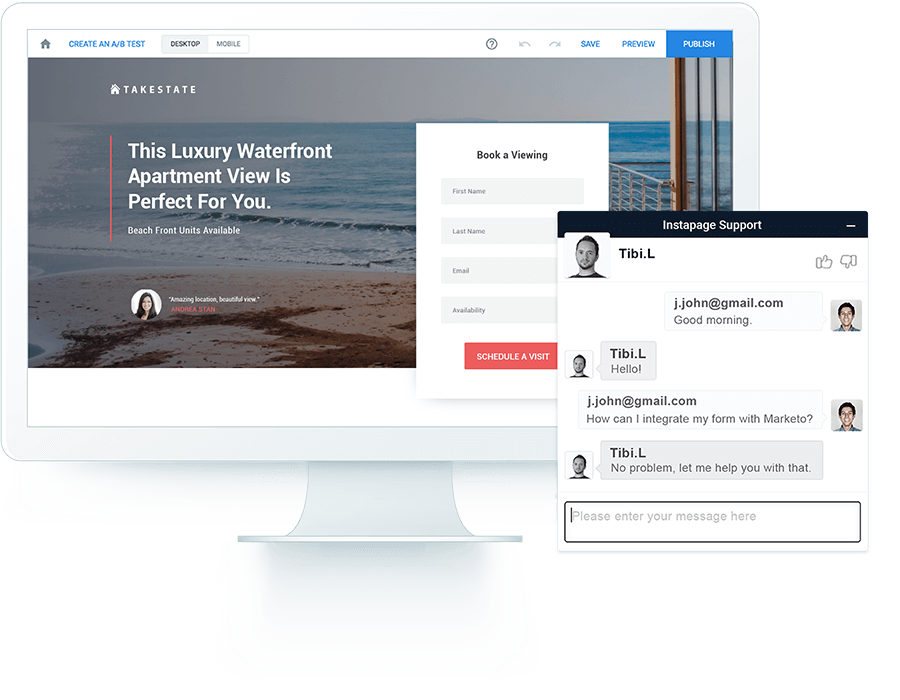 CREATE AN A/B TEST
DESKTOP
MOBILE
SAVE
PREVIEW
PUBLISH
TAKESTATE
This Luxury Waterfront
Apartment View Is
Perfect For You.
Beach Front Units Available
"Amazing location, beautiful view."
ANDREA STAN
Book a Viewing
First Name
Last Name
Email
Availability
SCHEDULE A VISIT
Instapage Support
Tibi.L
j.john@gmail.com
Good morning.
Tibi.L
Hello!
j.john@gmail.com
How can I integrate my form with Marketo?
Tibi.L
No problem, let me help you with that.
Please enter your message here